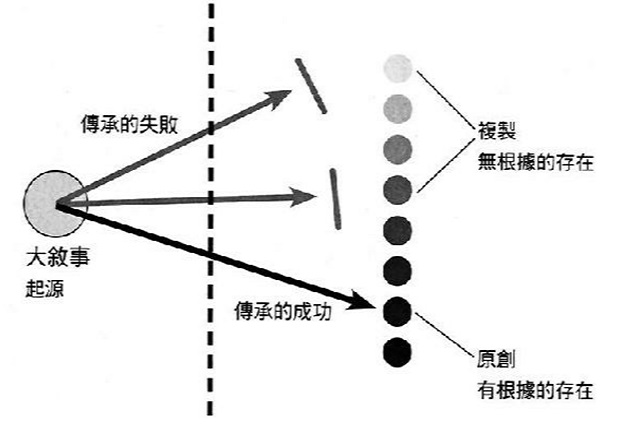 傳承的失敗
大敘事
起源
傳承的成功
複製
無根據的存在
原創
有根據的存在